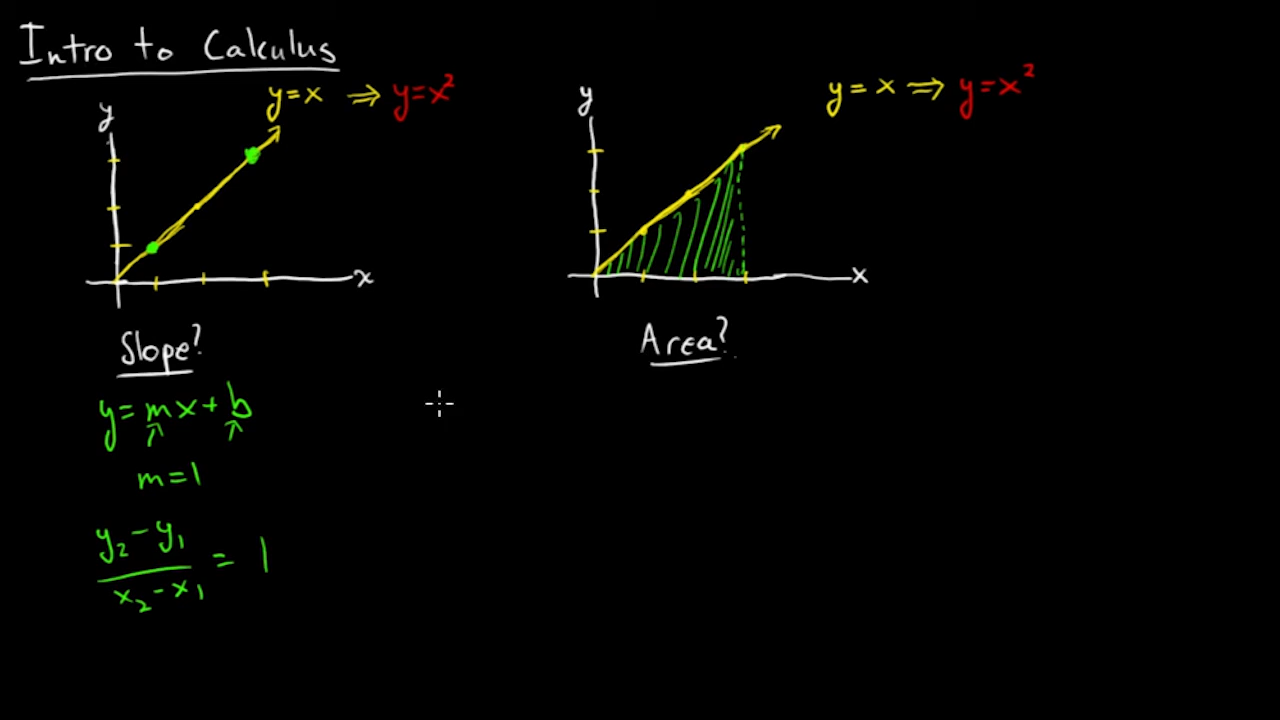 Intro to Calculus
y=x ⇒ y=x²
y
x
Slope?
y=mx+b
m=1
y₂-y₁
x₂-x₁
= 1
y=x ⇒ y=x²
y
x
Area?